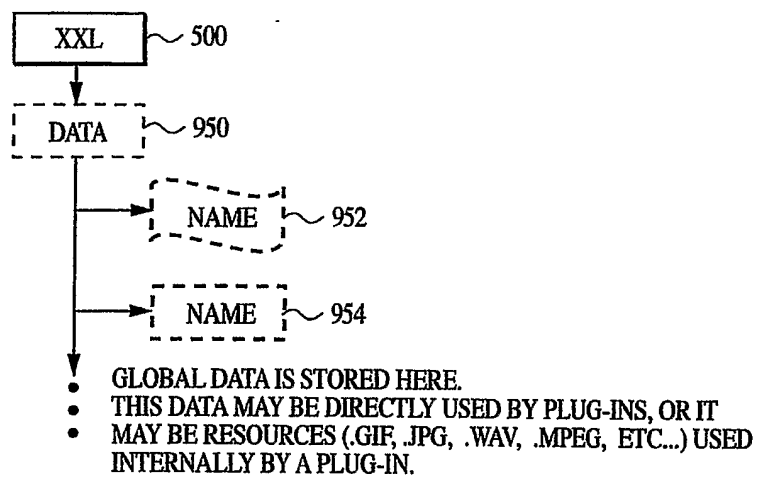 XXL 500
DATA 950
NAME 952
NAME 954
GLOBAL DATA IS STORED HERE.
THIS DATA MAY BE DIRECTLY USED BY PLUG-INS, OR IT
MAY BE RESOURCES (.GIF, .JPG, .WAV, .MPEG, ETC...) USED
INTERNALLY BY A PLUG-IN.